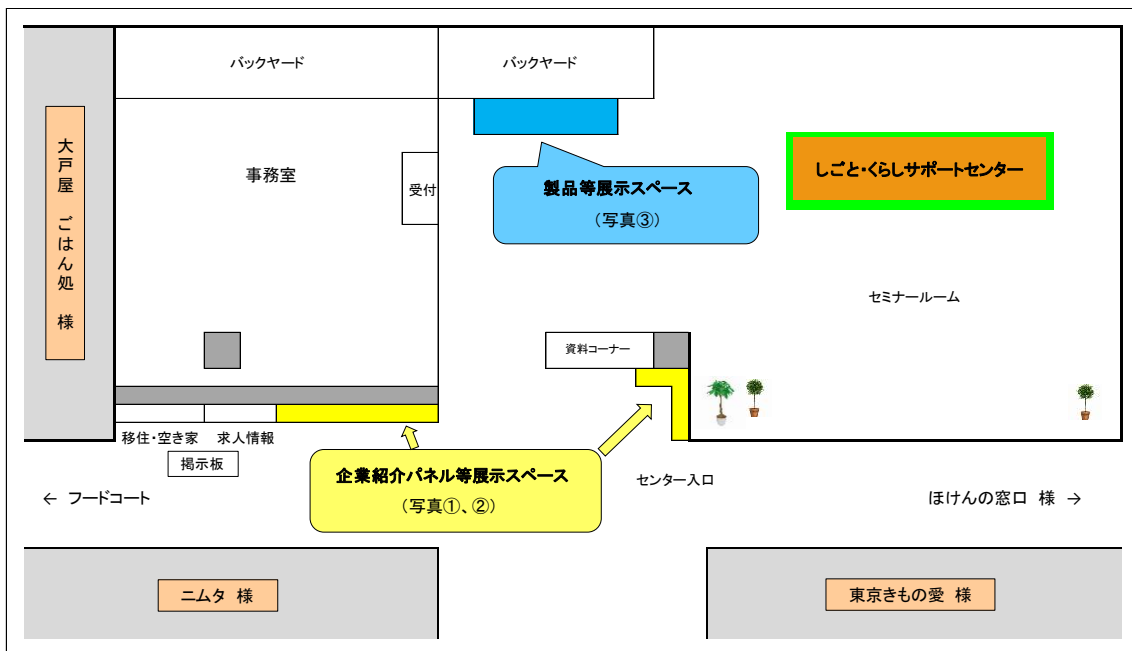 バックヤード
バックヤード
大戸屋 ごはん処 様
事務室
受付
製品等展示スペース
（写真③）
しごと・くらしサポートセンター
セミナールーム
資料コーナー
移住・空き家 求人情報
掲示板
企業紹介パネル等展示スペース
（写真①、②）
センター入口
← フードコート
ほけんの窓口 様 →
ニムタ 様
東京きもの愛 様